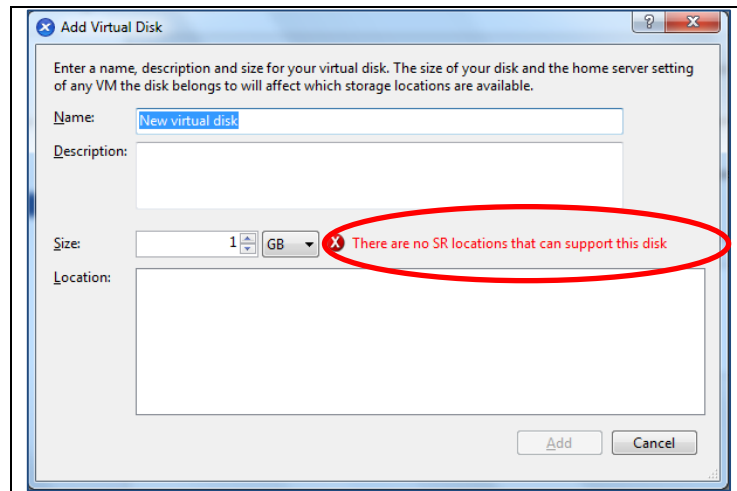 Add Virtual Disk
Enter a name, description and size for your virtual disk. The size of your disk and the home server setting
of any VM the disk belongs to will affect which storage locations are available.
Name: New virtual disk
Description:
Size: 1 GB There are no SR locations that can support this disk
Location:
Add Cancel